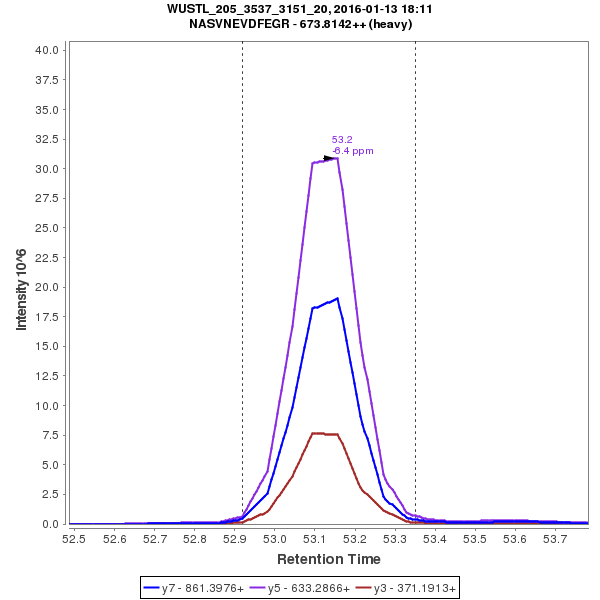 WUSTL_205_3537_3151_20, 2016-01-13 18:11
NASVNEVDFEGR - 673.8142++ (heavy)
40.0
37.5
35.0
32.5
30.0
27.5
25.0
22.5
20.0
17.5
15.0
12.5
10.0
7.5
5.0
2.5
0.0
Intensity 10^6
53.2
-6.4 ppm
52.5 52.6 52.7 52.8 52.9 53.0 53.1 53.2 53.3 53.4 53.5 53.6 53.7
Retention Time
y7 - 861.3976+ y5 - 633.2866+ y3 - 371.1913+